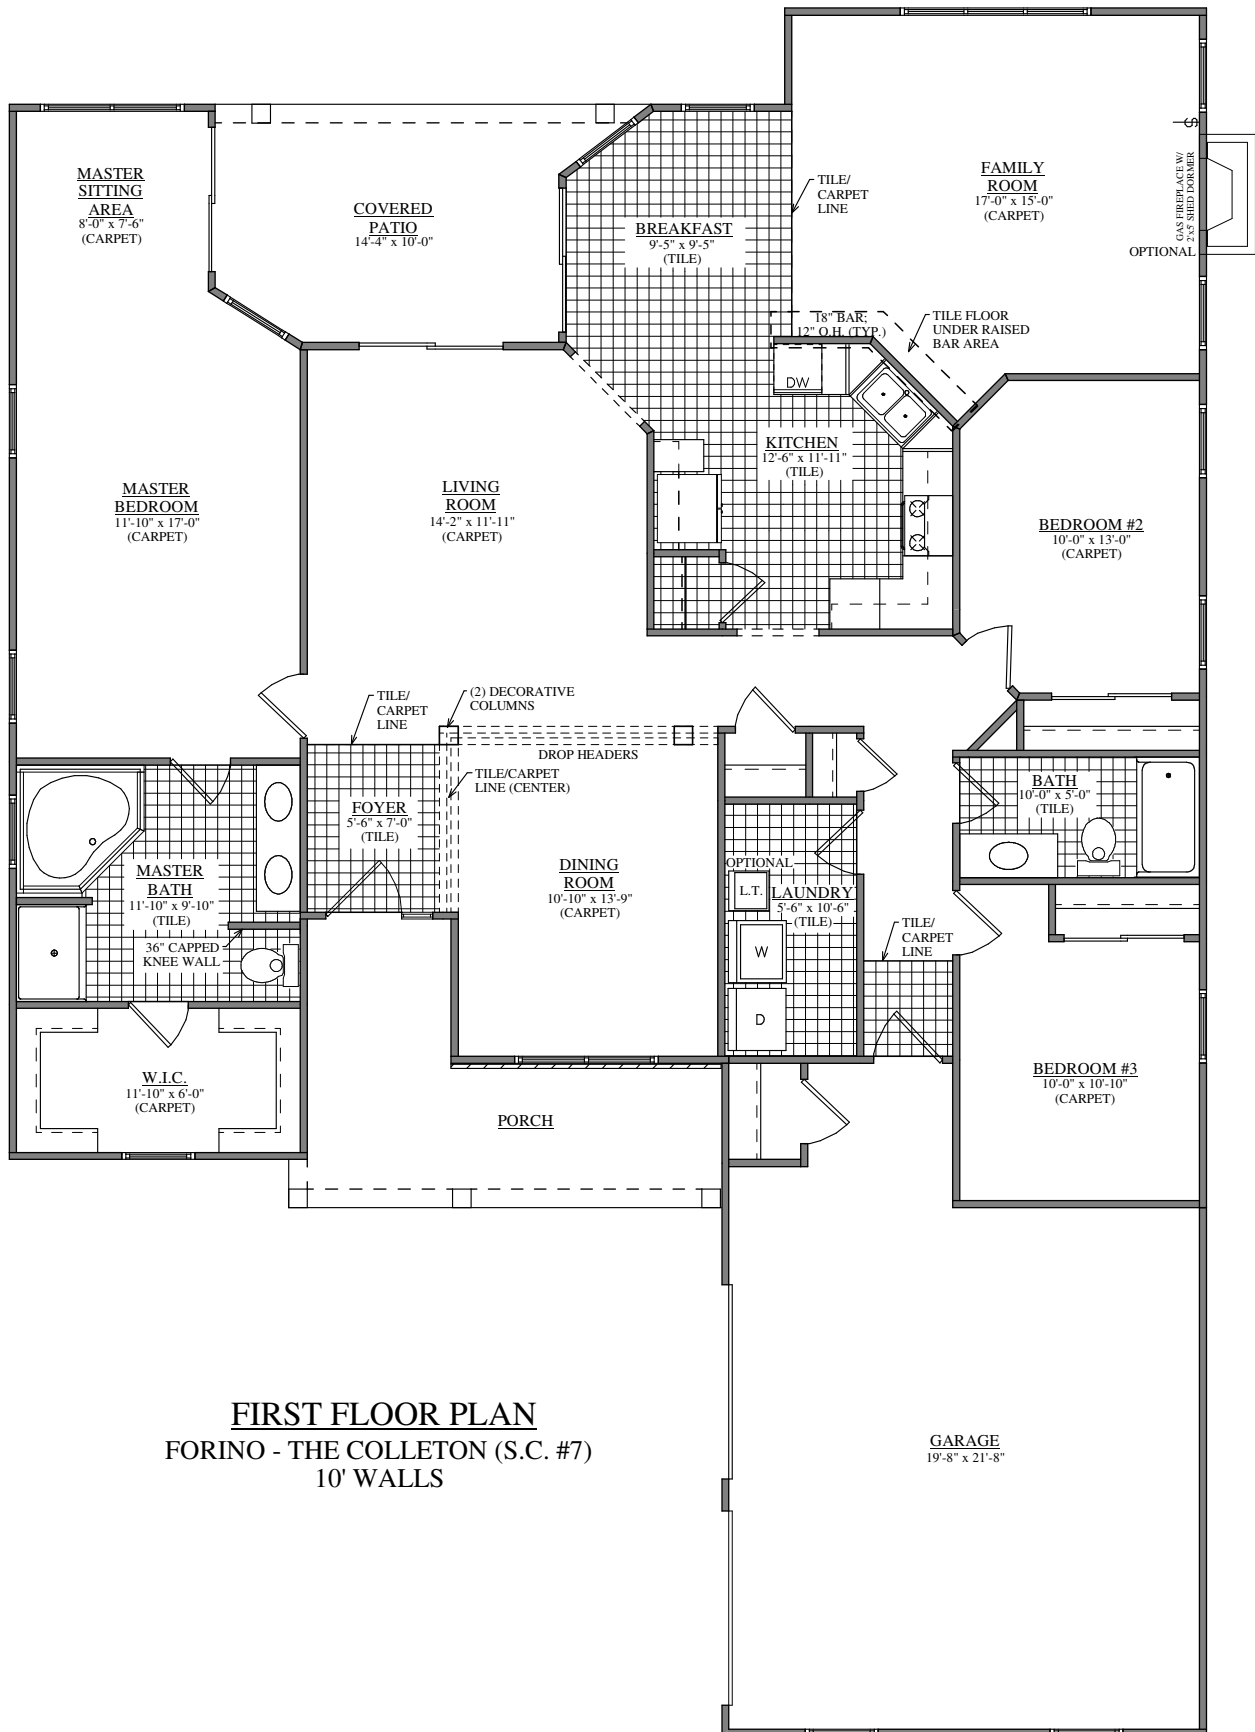 MASTER
SITTING
AREA
8'-0" x 7'-6"
(CARPET)
COVERED
PATIO
14'-4" x 10'-0"
BREAKFAST
9'-5" x 9'-5"
(TILE)
TILE/
CARPET
LINE
FAMILY
ROOM
17'-0" x 15'-0"
(CARPET)
S
GAS FIREPLACE W/
2'x5' SHED DORMER
OPTIONAL
18" BAR;
12" O.H. (TYP.)
TILE FLOOR
UNDER RAISED
BAR AREA
DW
KITCHEN
12'-6" x 11'-11"
(TILE)
MASTER
BEDROOM
11'-10" x 17'-0"
(CARPET)
LIVING
ROOM
14'-2" x 11'-11"
(CARPET)
BEDROOM #2
10'-0" x 13'-0"
(CARPET)
TILE/
CARPET
LINE
(2) DECORATIVE
COLUMNS
DROP HEADERS
TILE/CARPET
LINE (CENTER)
FOYER
5'-6" x 7'-0"
(TILE)
BATH
10'-0" x 5'-0"
(TILE)
MASTER
BATH
11'-10" x 9'-10"
(TILE)
36" CAPPED
KNEE WALL
DINING
ROOM
10'-10" x 13'-9"
(CARPET)
OPTIONAL
L.T.
LAUNDRY
5'-6" x 10'-6"
(TILE)
W
D
TILE/
CARPET
LINE
W.I.C.
11'-10" x 6'-0"
(CARPET)
PORCH
BEDROOM #3
10'-0" x 10'-10"
(CARPET)
FIRST FLOOR PLAN
FORINO - THE COLLETON (S.C. #7)
10' WALLS
GARAGE
19'-8" x 21'-8"